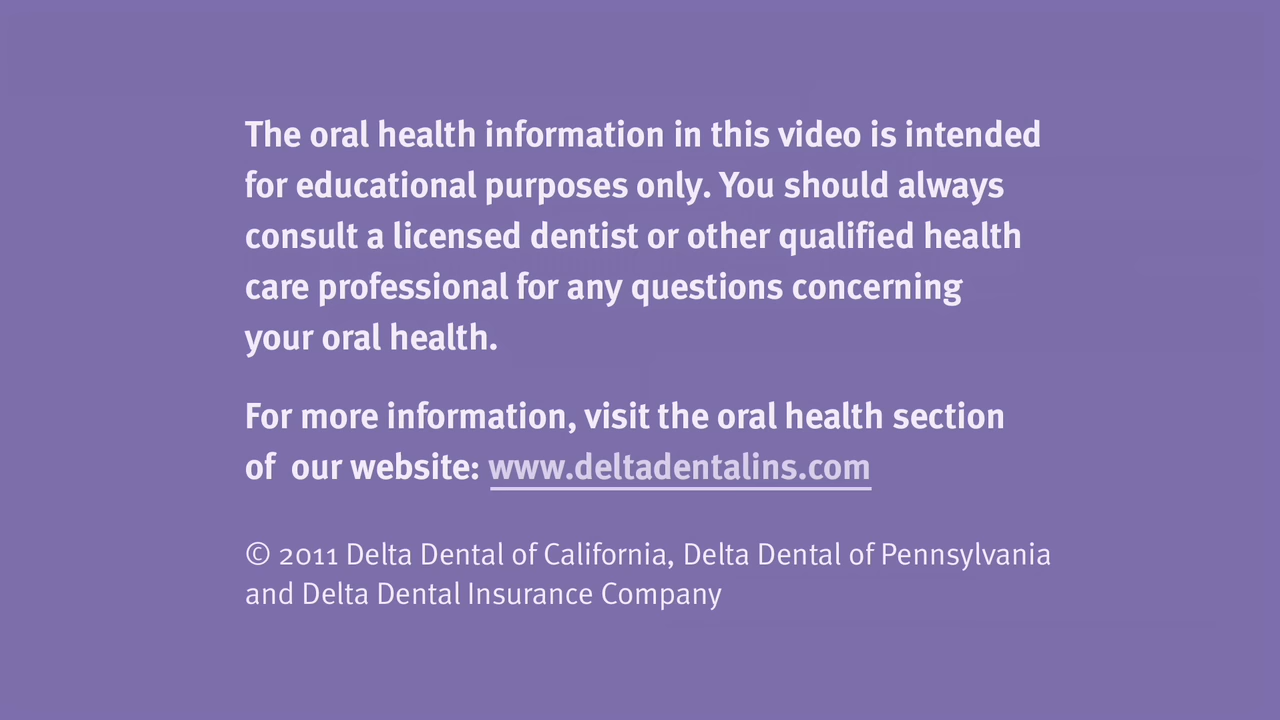 The oral health information in this video is intended
for educational purposes only. You should always
consult a licensed dentist or other qualified health
care professional for any questions concerning
your oral health.
For more information, visit the oral health section
of  our website: www.deltadentalins.com
© 2011 Delta Dental of California, Delta Dental of Pennsylvania
and Delta Dental Insurance Company